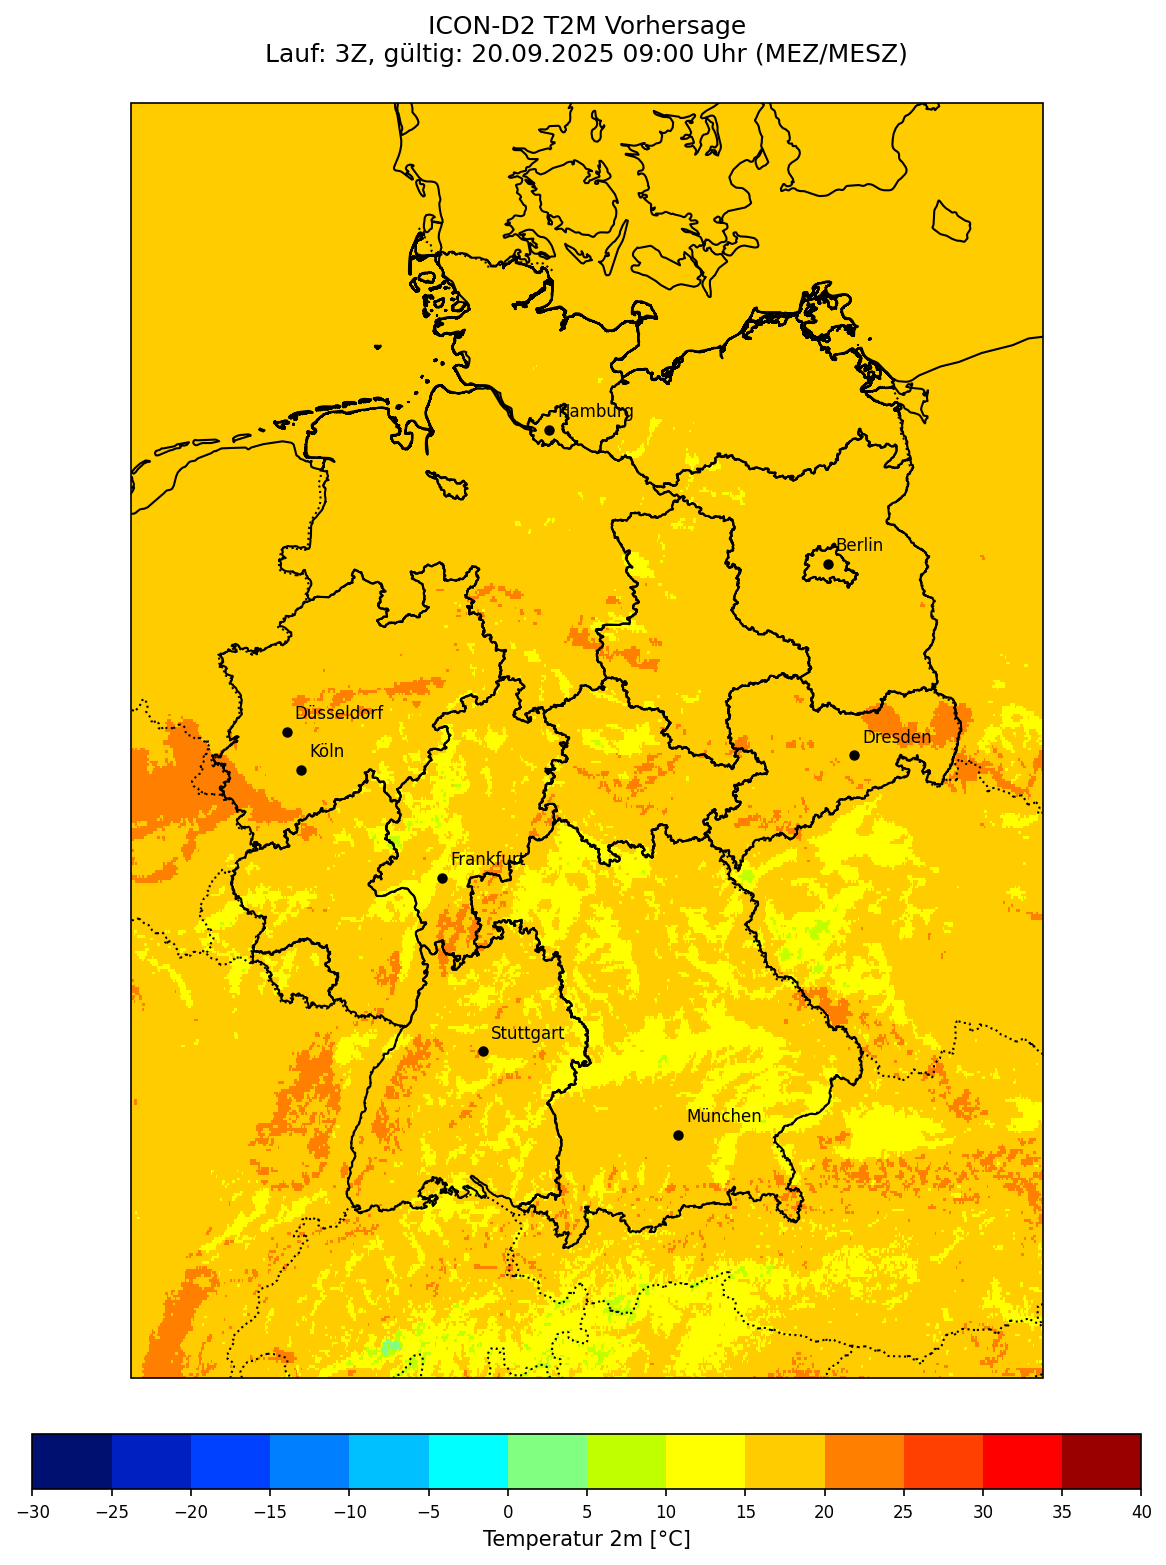 ICON-D2 T2M Vorhersage
Lauf: 3Z, gültig: 20.09.2025 09:00 Uhr (MEZ/MESZ)
Hamburg
Berlin
Düsseldorf
Dresden
Köln
Frankfurt
Stuttgart
München
−30 −25 −20 −15 −10 −5 0 5 10 15 20 25 30 35 40
Temperatur 2m [°C]